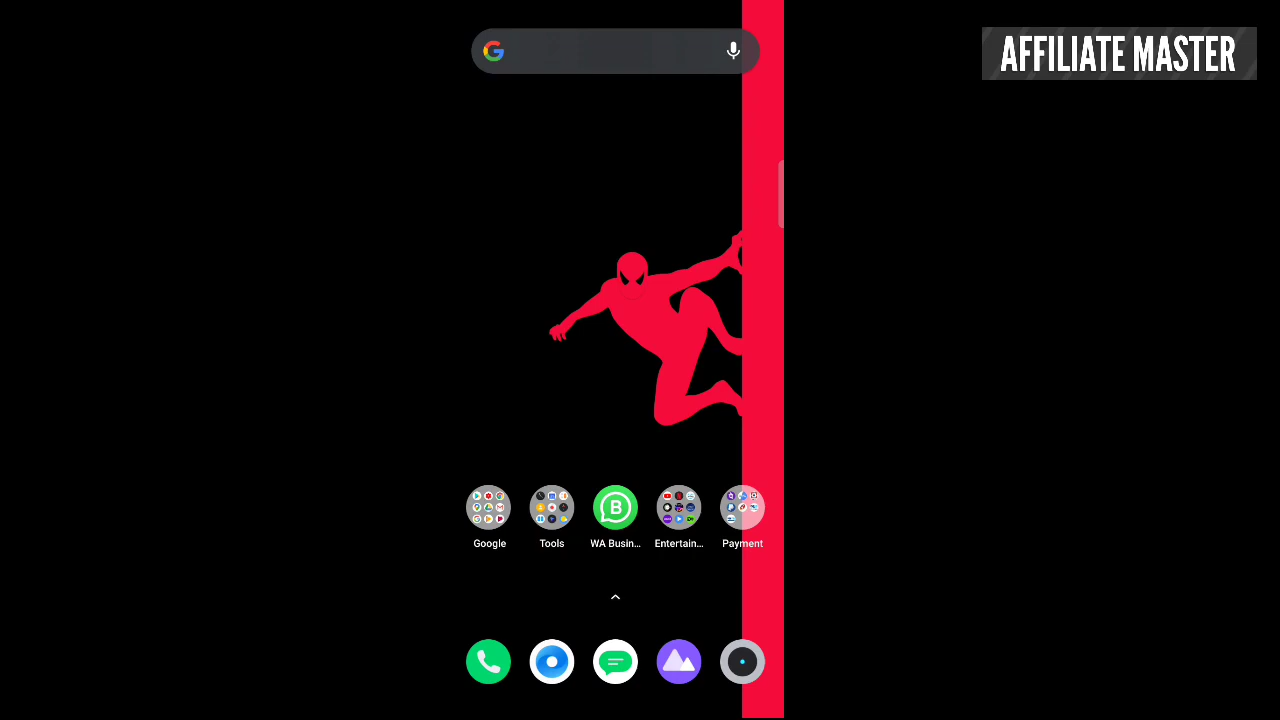 AFFILIATE MASTER
Google
Tools
WA Busin...
Entertain...
Payment